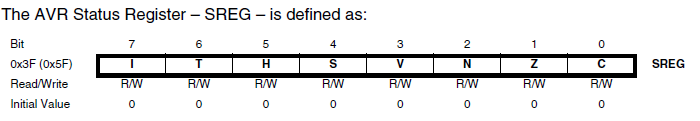 The AVR Status Register – SREG – is defined as:
Bit 7 6 5 4 3 2 1 0
0x3F (0x5F) I T H S V N Z C SREG
Read/Write R/W R/W R/W R/W R/W R/W R/W R/W
Initial Value 0 0 0 0 0 0 0 0